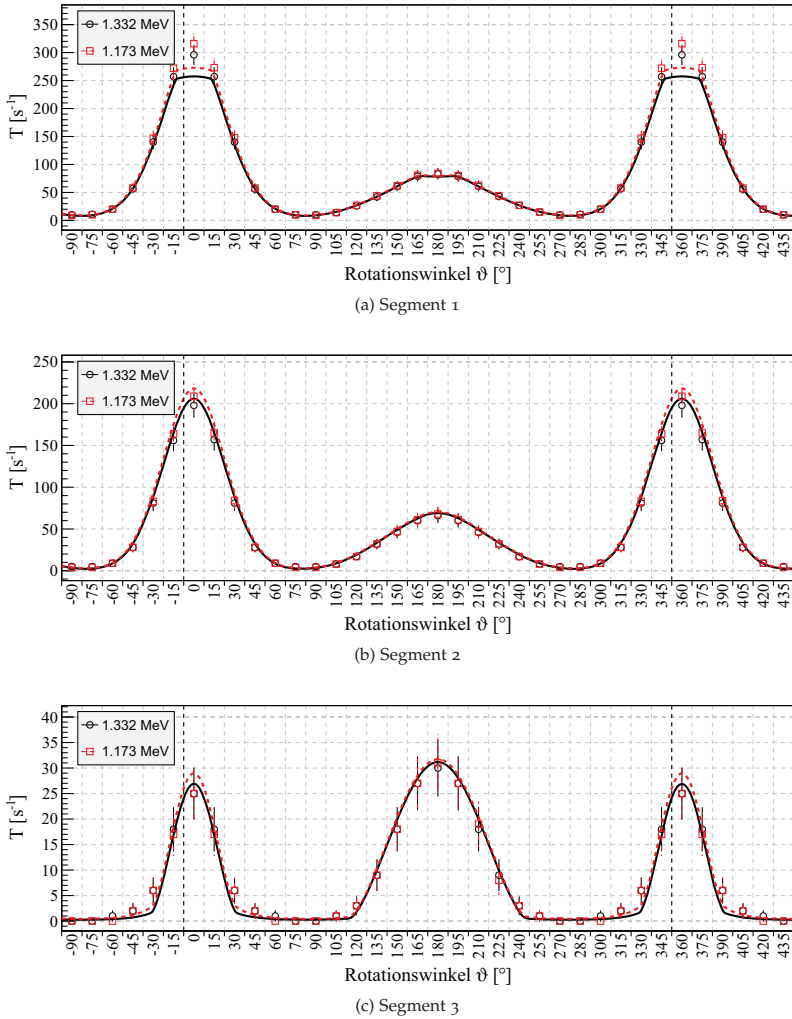 350
300
250
200
150
100
50
0
T [s⁻¹]
1.332 MeV
1.173 MeV
-90 -75 -60 -45 -30 -15 0 15 30 45 60 75 90 105 120 135 150 165 180 195 210 225 240 255 270 285 300 315 330 345 360 375 390 405 420 435
Rotationswinkel ϑ [°]
(a) Segment 1
250
200
150
100
50
0
T [s⁻¹]
1.332 MeV
1.173 MeV
-90 -75 -60 -45 -30 -15 0 15 30 45 60 75 90 105 120 135 150 165 180 195 210 225 240 255 270 285 300 315 330 345 360 375 390 405 420 435
Rotationswinkel ϑ [°]
(b) Segment 2
40
35
30
25
20
15
10
5
0
T [s⁻¹]
1.332 MeV
1.173 MeV
-90 -75 -60 -45 -30 -15 0 15 30 45 60 75 90 105 120 135 150 165 180 195 210 225 240 255 270 285 300 315 330 345 360 375 390 405 420 435
Rotationswinkel ϑ [°]
(c) Segment 3